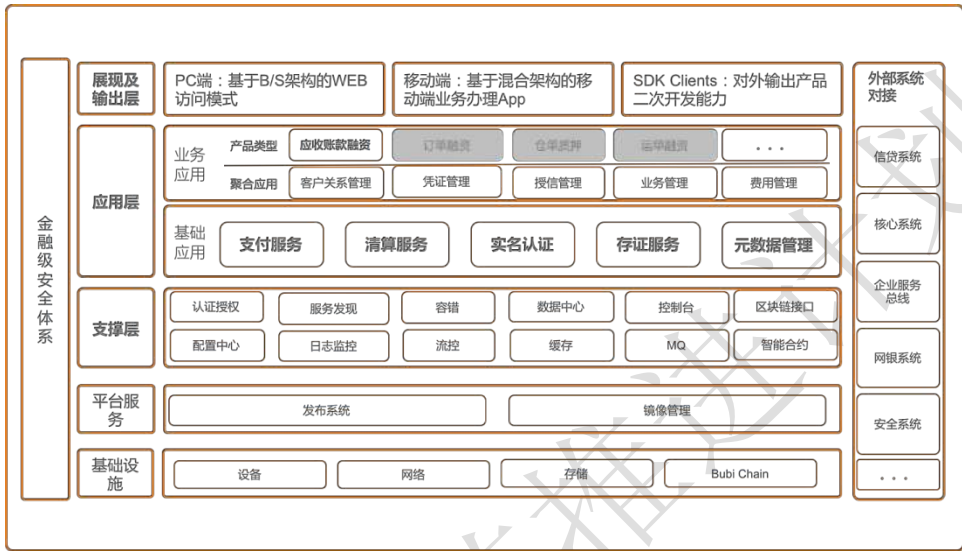 金融级安全体系
展现及
输出层
PC端：基于B/S架构的WEB
访问模式
移动端：基于混合架构的移
动端业务办理App
SDK Clients：对外输出产品
二次开发能力
应用层
业务
应用
产品类型
应收账款融资
订单融资
仓单质押
运单融资
. . .
聚合应用
客户关系管理
凭证管理
授信管理
业务管理
费用管理
基础
应用
支付服务
清算服务
实名认证
存证服务
元数据管理
支撑层
认证授权
服务发现
容错
数据中心
控制台
区块链接口
配置中心
日志监控
流控
缓存
MQ
智能合约
平台服
务
发布系统
镜像管理
基础设
施
设备
网络
存储
Bubi Chain
外部系统
对接
信贷系统
核心系统
企业服务
总线
网银系统
安全系统
. . .
推进计划